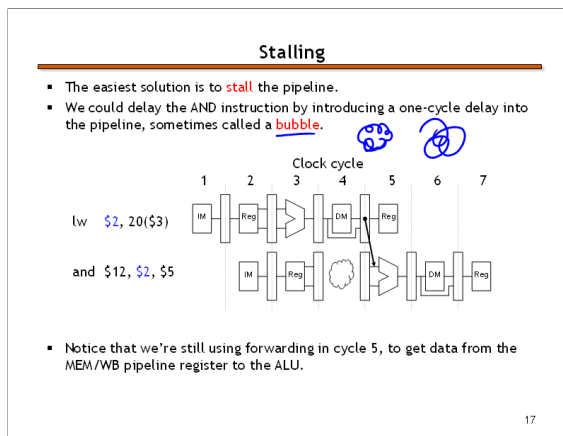 Stalling
▪ The easiest solution is to stall the pipeline.
▪ We could delay the AND instruction by introducing a one-cycle delay into
the pipeline, sometimes called a bubble.
Clock cycle
1 2 3 4 5 6 7
lw $2, 20($3)
IM Reg DM Reg
and $12, $2, $5
IM Reg DM Reg
▪ Notice that we're still using forwarding in cycle 5, to get data from the
MEM/WB pipeline register to the ALU.
17